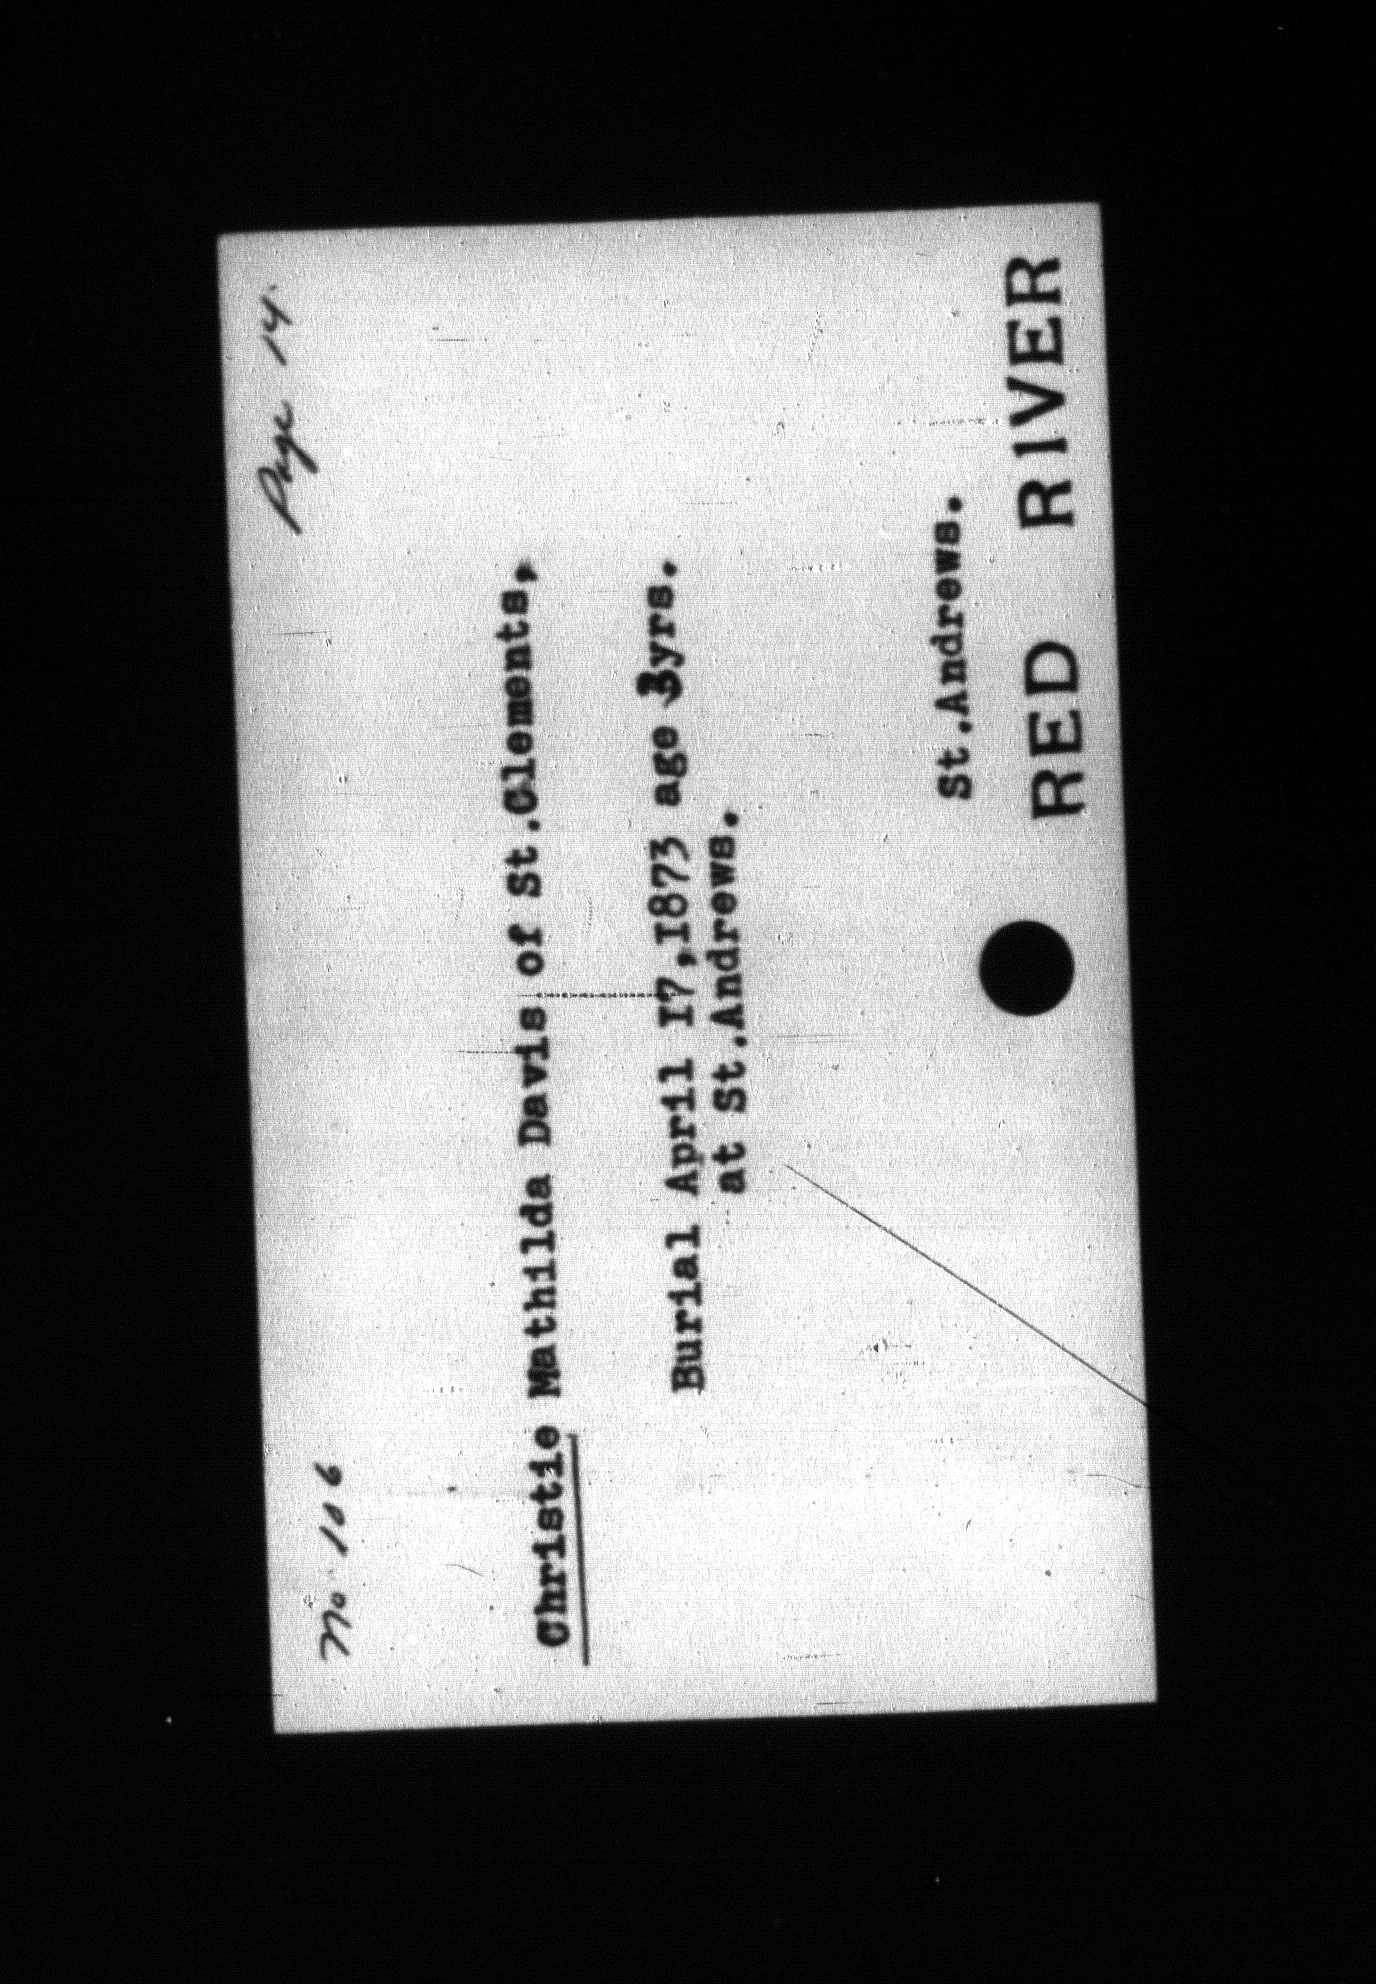 No. 106
Page 14.
Christie Mathilda Davis of St.Clements,
Burial April 17,1873 age 3yrs.
at St.Andrews.
St.Andrews.
RED RIVER